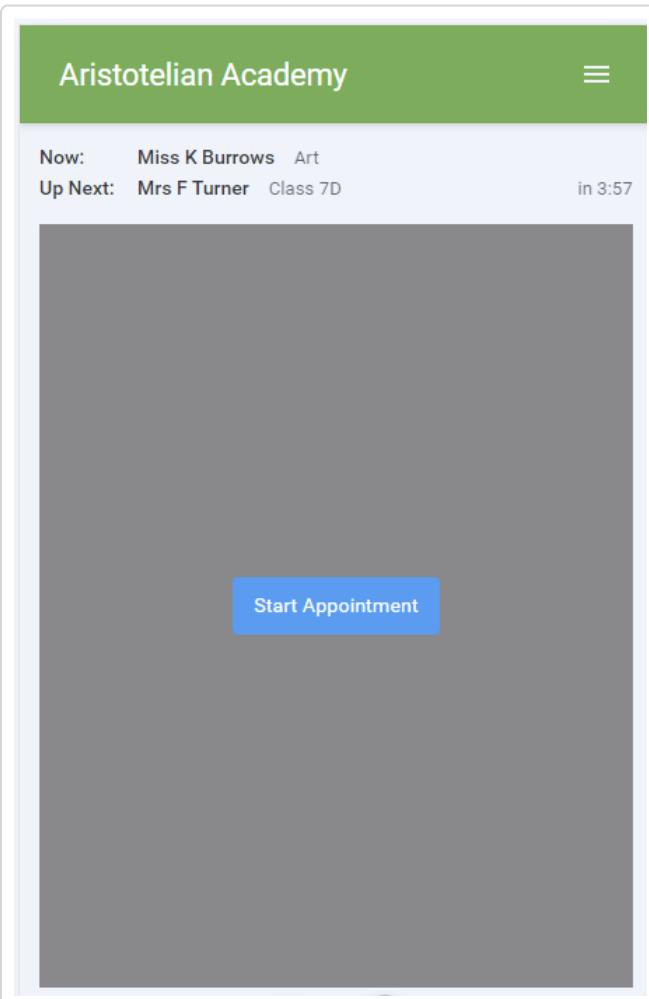 Aristotelian Academy
Now: Miss K Burrows Art
Up Next: Mrs F Turner Class 7D in 3:57
Start Appointment